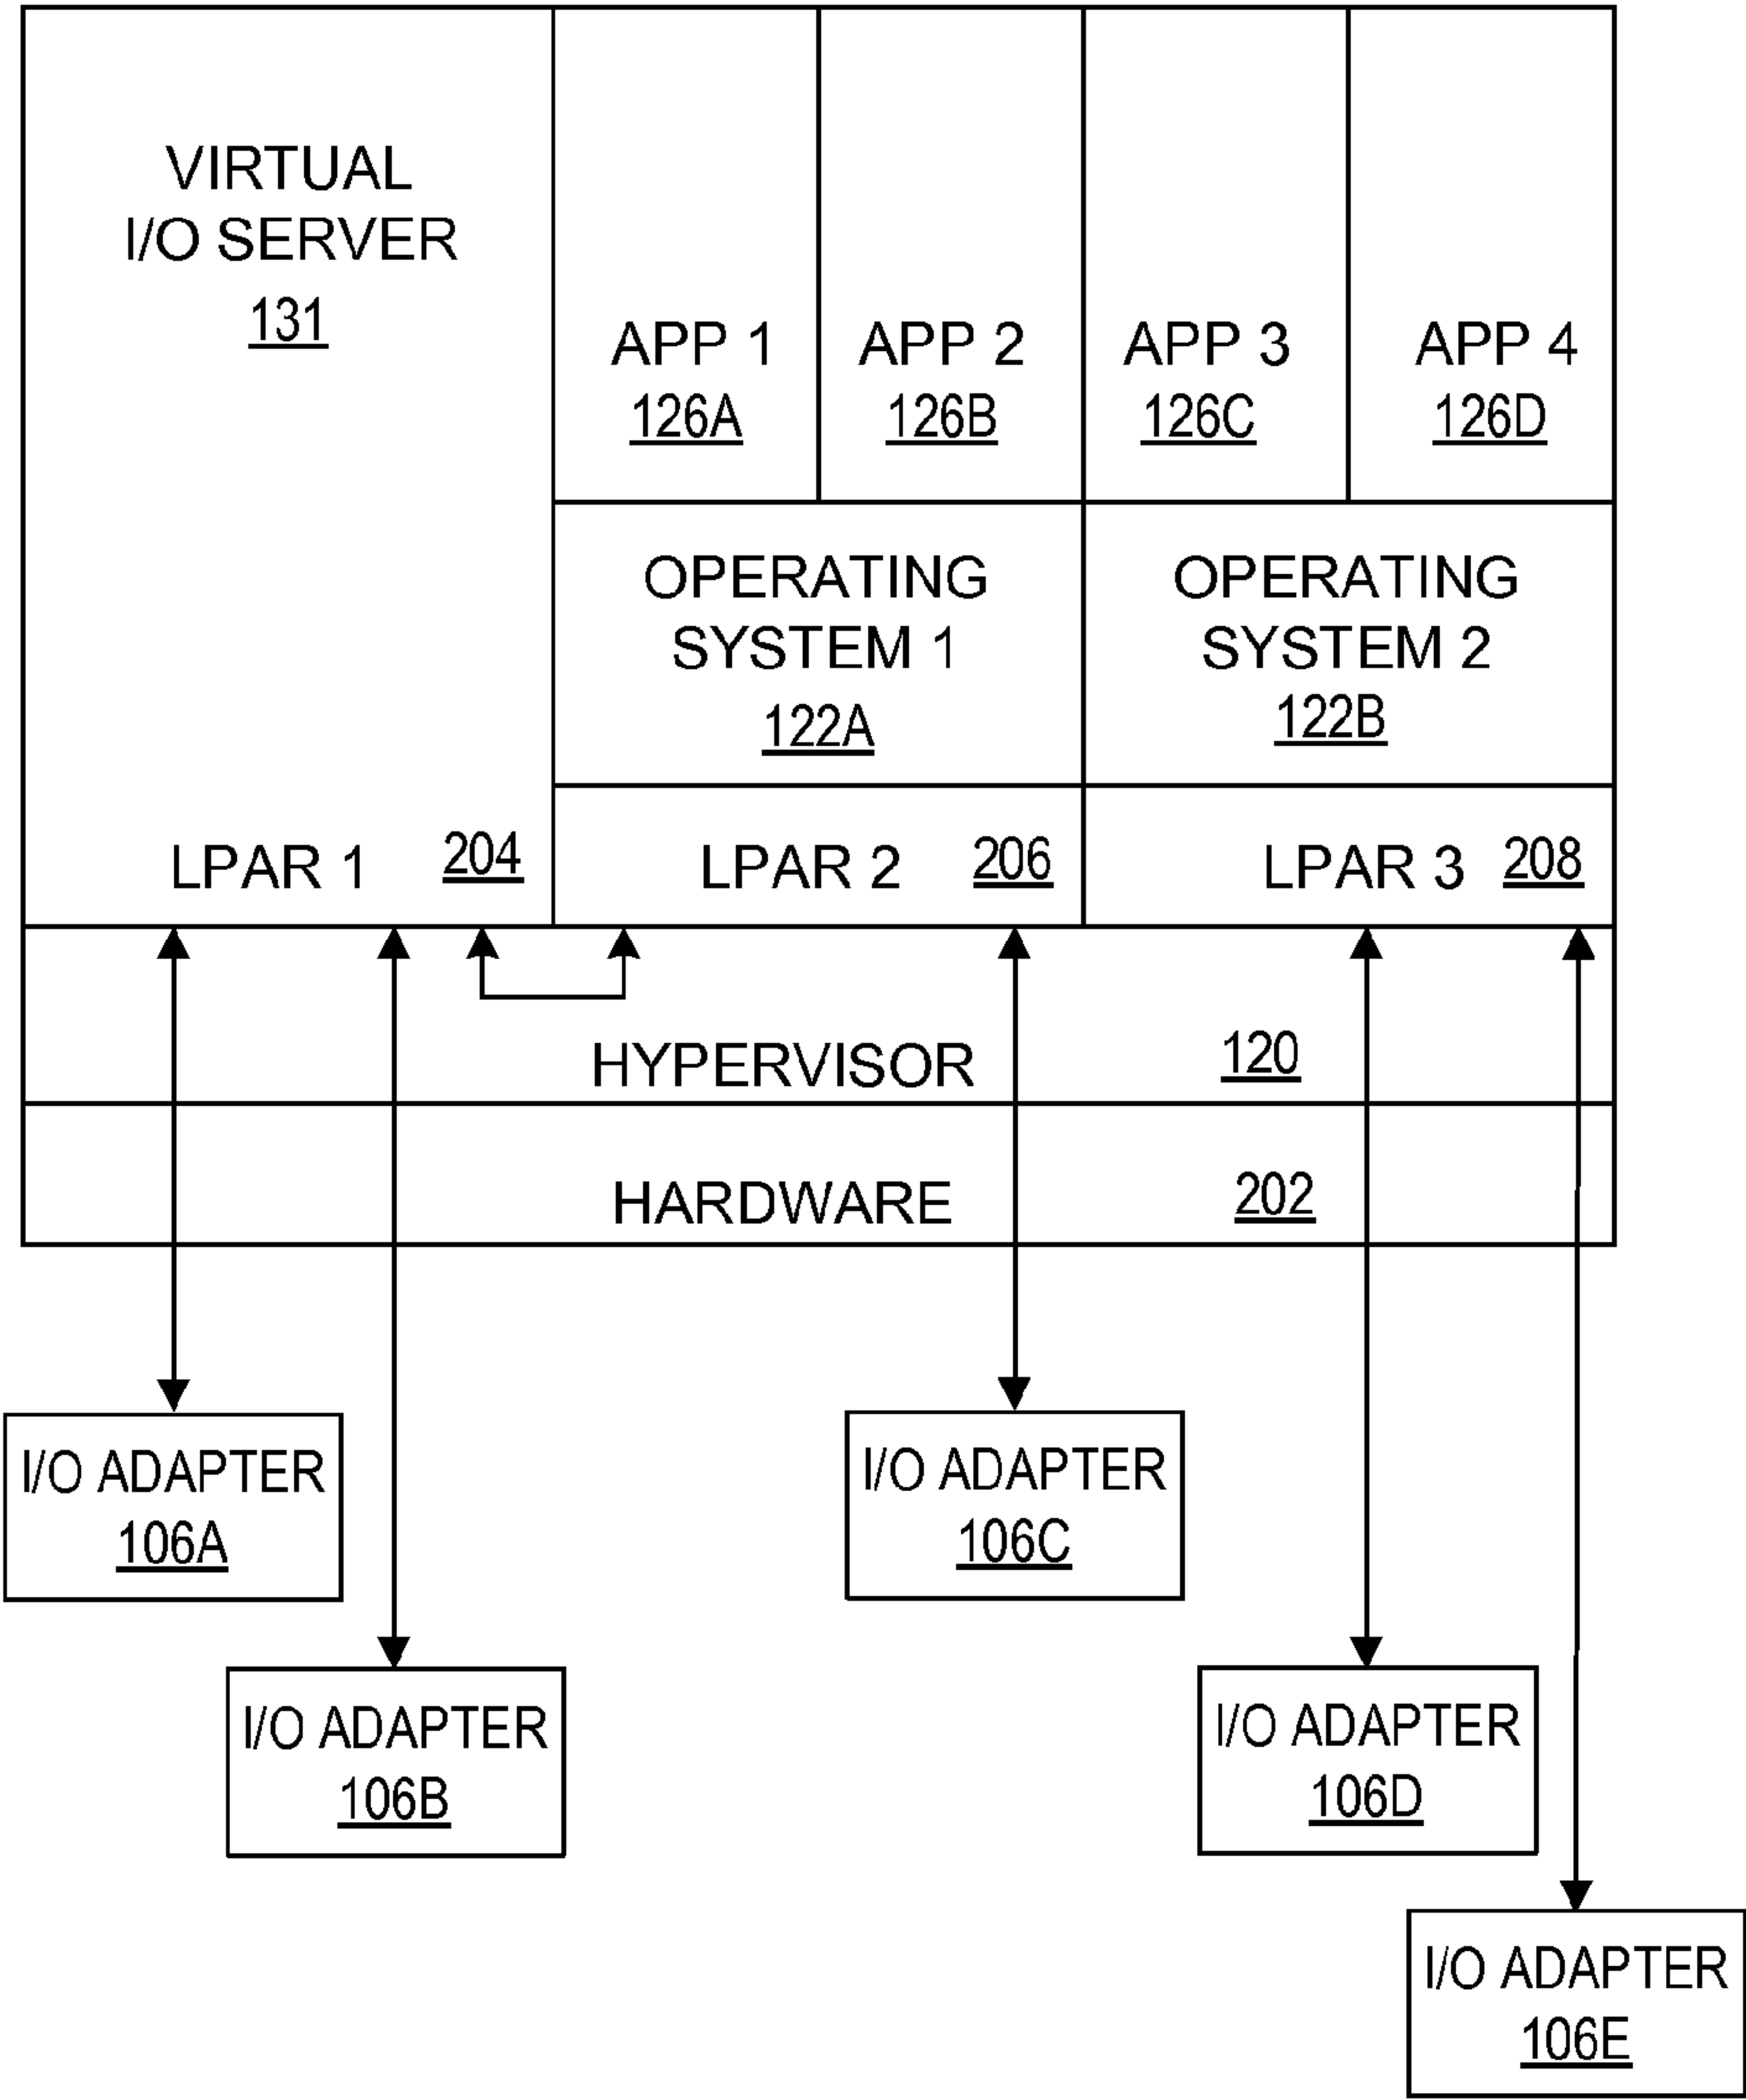 VIRTUAL
I/O SERVER
131
APP 1
126A
APP 2
126B
APP 3
126C
APP 4
126D
OPERATING
SYSTEM 1
122A
OPERATING
SYSTEM 2
122B
LPAR 1 204
LPAR 2 206
LPAR 3 208
HYPERVISOR 120
HARDWARE 202
I/O ADAPTER
106A
I/O ADAPTER
106B
I/O ADAPTER
106C
I/O ADAPTER
106D
I/O ADAPTER
106E